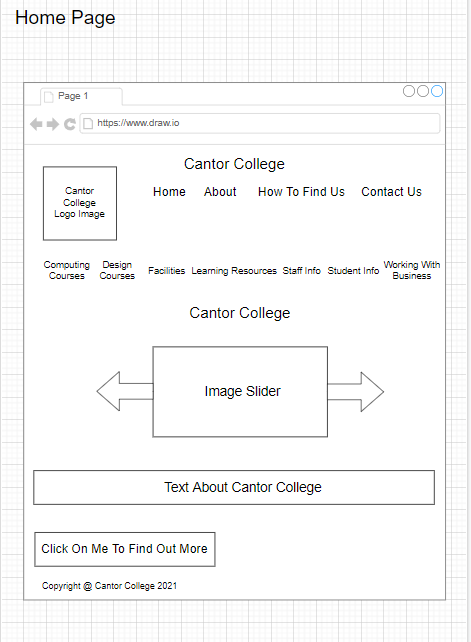 Home Page
Page 1
https://www.draw.io
Cantor College
Cantor
College
Logo Image
Home About How To Find Us Contact Us
Computing
Courses
Design
Courses
Facilities Learning Resources Staff Info Student Info
Working With
Business
Cantor College
Image Slider
Text About Cantor College
Click On Me To Find Out More
Copyright @ Cantor College 2021